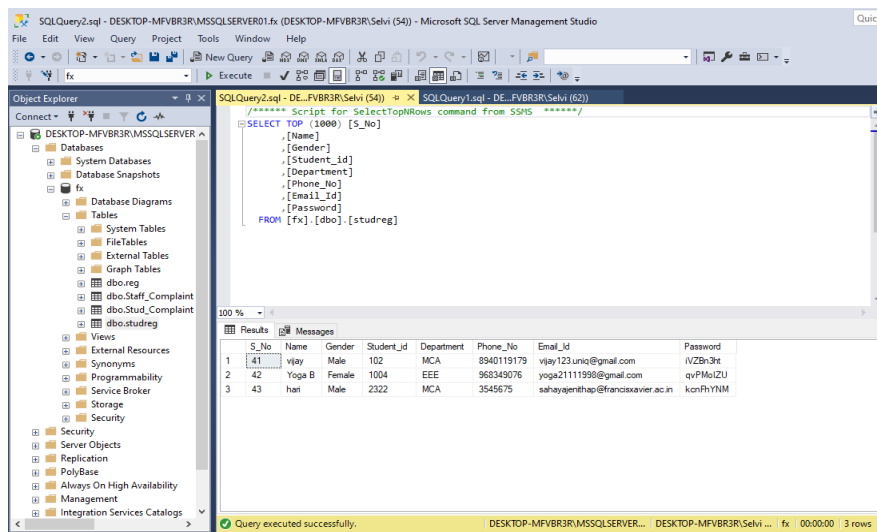 SQLQuery2.sql - DESKTOP-MFVBR3R\MSSQLSERVER01.fx (DESKTOP-MFVBR3R\Selvi (54)) - Microsoft SQL Server Management Studio
Quic
File Edit View Query Project Tools Window Help
New Query
fx
Execute
Object Explorer
SQLQuery2.sql - DE...FVBR3R\Selvi (54))
SQLQuery1.sql - DE...FVBR3R\Selvi (62))
Connect
DESKTOP-MFVBR3R\MSSQLSERVER
Databases
System Databases
Database Snapshots
fx
Database Diagrams
Tables
System Tables
FileTables
External Tables
Graph Tables
dbo.reg
dbo.Staff_Complaint
dbo.Stud_Complaint
dbo.studreg
Views
External Resources
Synonyms
Programmability
Service Broker
Storage
Security
Security
Server Objects
Replication
PolyBase
Always On High Availability
Management
Integration Services Catalogs
/****** Script for SelectTopNRows command from SSMS ******/
SELECT TOP (1000) [S_No]
,[Name]
,[Gender]
,[Student_id]
,[Department]
,[Phone_No]
,[Email_Id]
,[Password]
FROM [fx].[dbo].[studreg]
100 %
Results Messages
S_No Name Gender Student_id Department Phone_No Email_Id Password
1 41 vijay Male 102 MCA 8940119179 vijay123.uniq@gmail.com iVZBn3ht
2 42 Yoga B Female 1004 EEE 968349076 yoga21111998@gmail.com qvPMoIZU
3 43 hari Male 2322 MCA 3545675 sahayajenithap@francisxavier.ac.in kcnFhYNM
Query executed successfully.
DESKTOP-MFVBR3R\MSSQLSERVER... DESKTOP-MFVBR3R\Selvi ... fx 00:00:00 3 rows